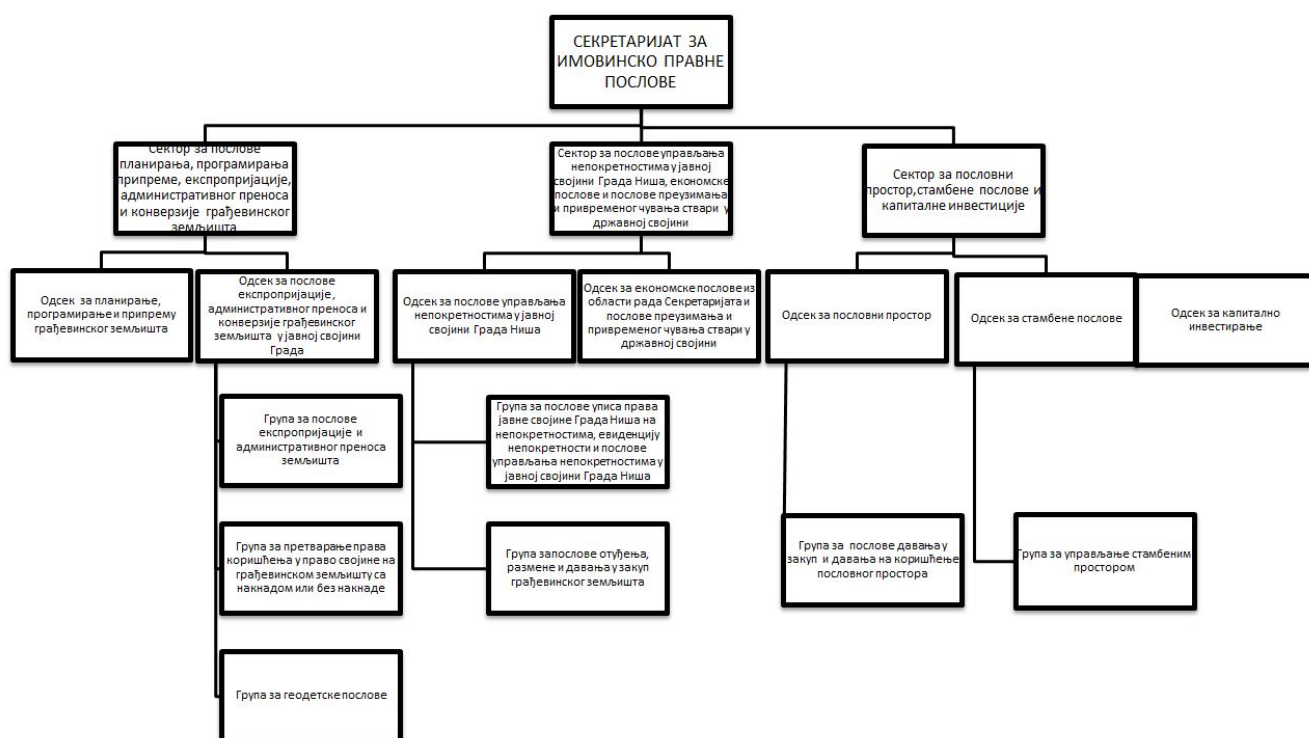 СЕКРЕТАРИЈАТ ЗА
ИМОВИНСКО ПРАВНЕ
ПОСЛОВЕ
Сектор за послове
планирања, програмирања
припреме, експропријације,
административног преноса
и конверзије грађевинског
земљишта
Сектор за послове управљања
непокретностима у јавној
својини Града Ниша, економске
послове и послове преузимања
и привременог чувања ствари у
државној својини
Сектор за пословни
простор,стамбене послове и
капиталне инвестиције
Одсек за планирање,
програмирање и припрему
грађевинског земљишта
Одсек за послове
експропријације,
административног преноса и
конверзије грађевинског
земљишта у јавној својини
Града
Одсек за послове управљања
непокретностима у јавној
својини Града Ниша
Одсек за економске послове из
области рада Секретаријата и
послове преузимања и
привременог чувања ствари у
државној својини
Одсек за пословни простор
Одсек за стамбене послове
Одсек за капитално
инвестирање
Група за послове
експропријације и
административног преноса
земљишта
Група за послове уписа права
јавне својине Града Ниша на
непокретностима, евиденцију
непокретности и послове
управљања непокретностима у
јавној својини Града Ниша
Група за претварање права
коришћења у право својине на
грађевинском земљишту са
накнадом или без накнаде
Група запослове отуђења,
размене и давања у закуп
грађевинског земљишта
Група за послове давања у
закуп и давања на коришћење
пословног простора
Група за управљање стамбеним
простором
Група за геодетске послове